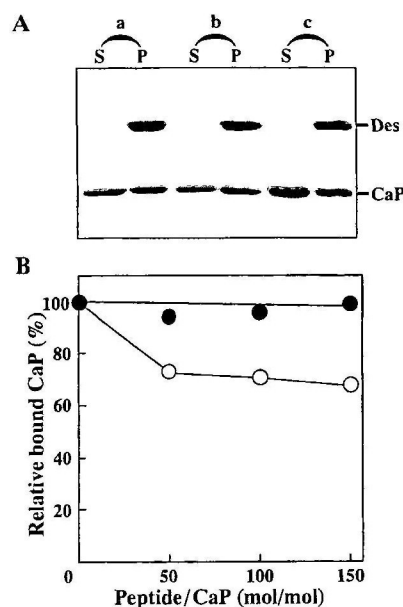 A
a b c
S P S P S P
Des
CaP
B
Relative bound CaP (%)
100
80
60
40
20
0 50 100 150
Peptide/CaP (mol/mol)